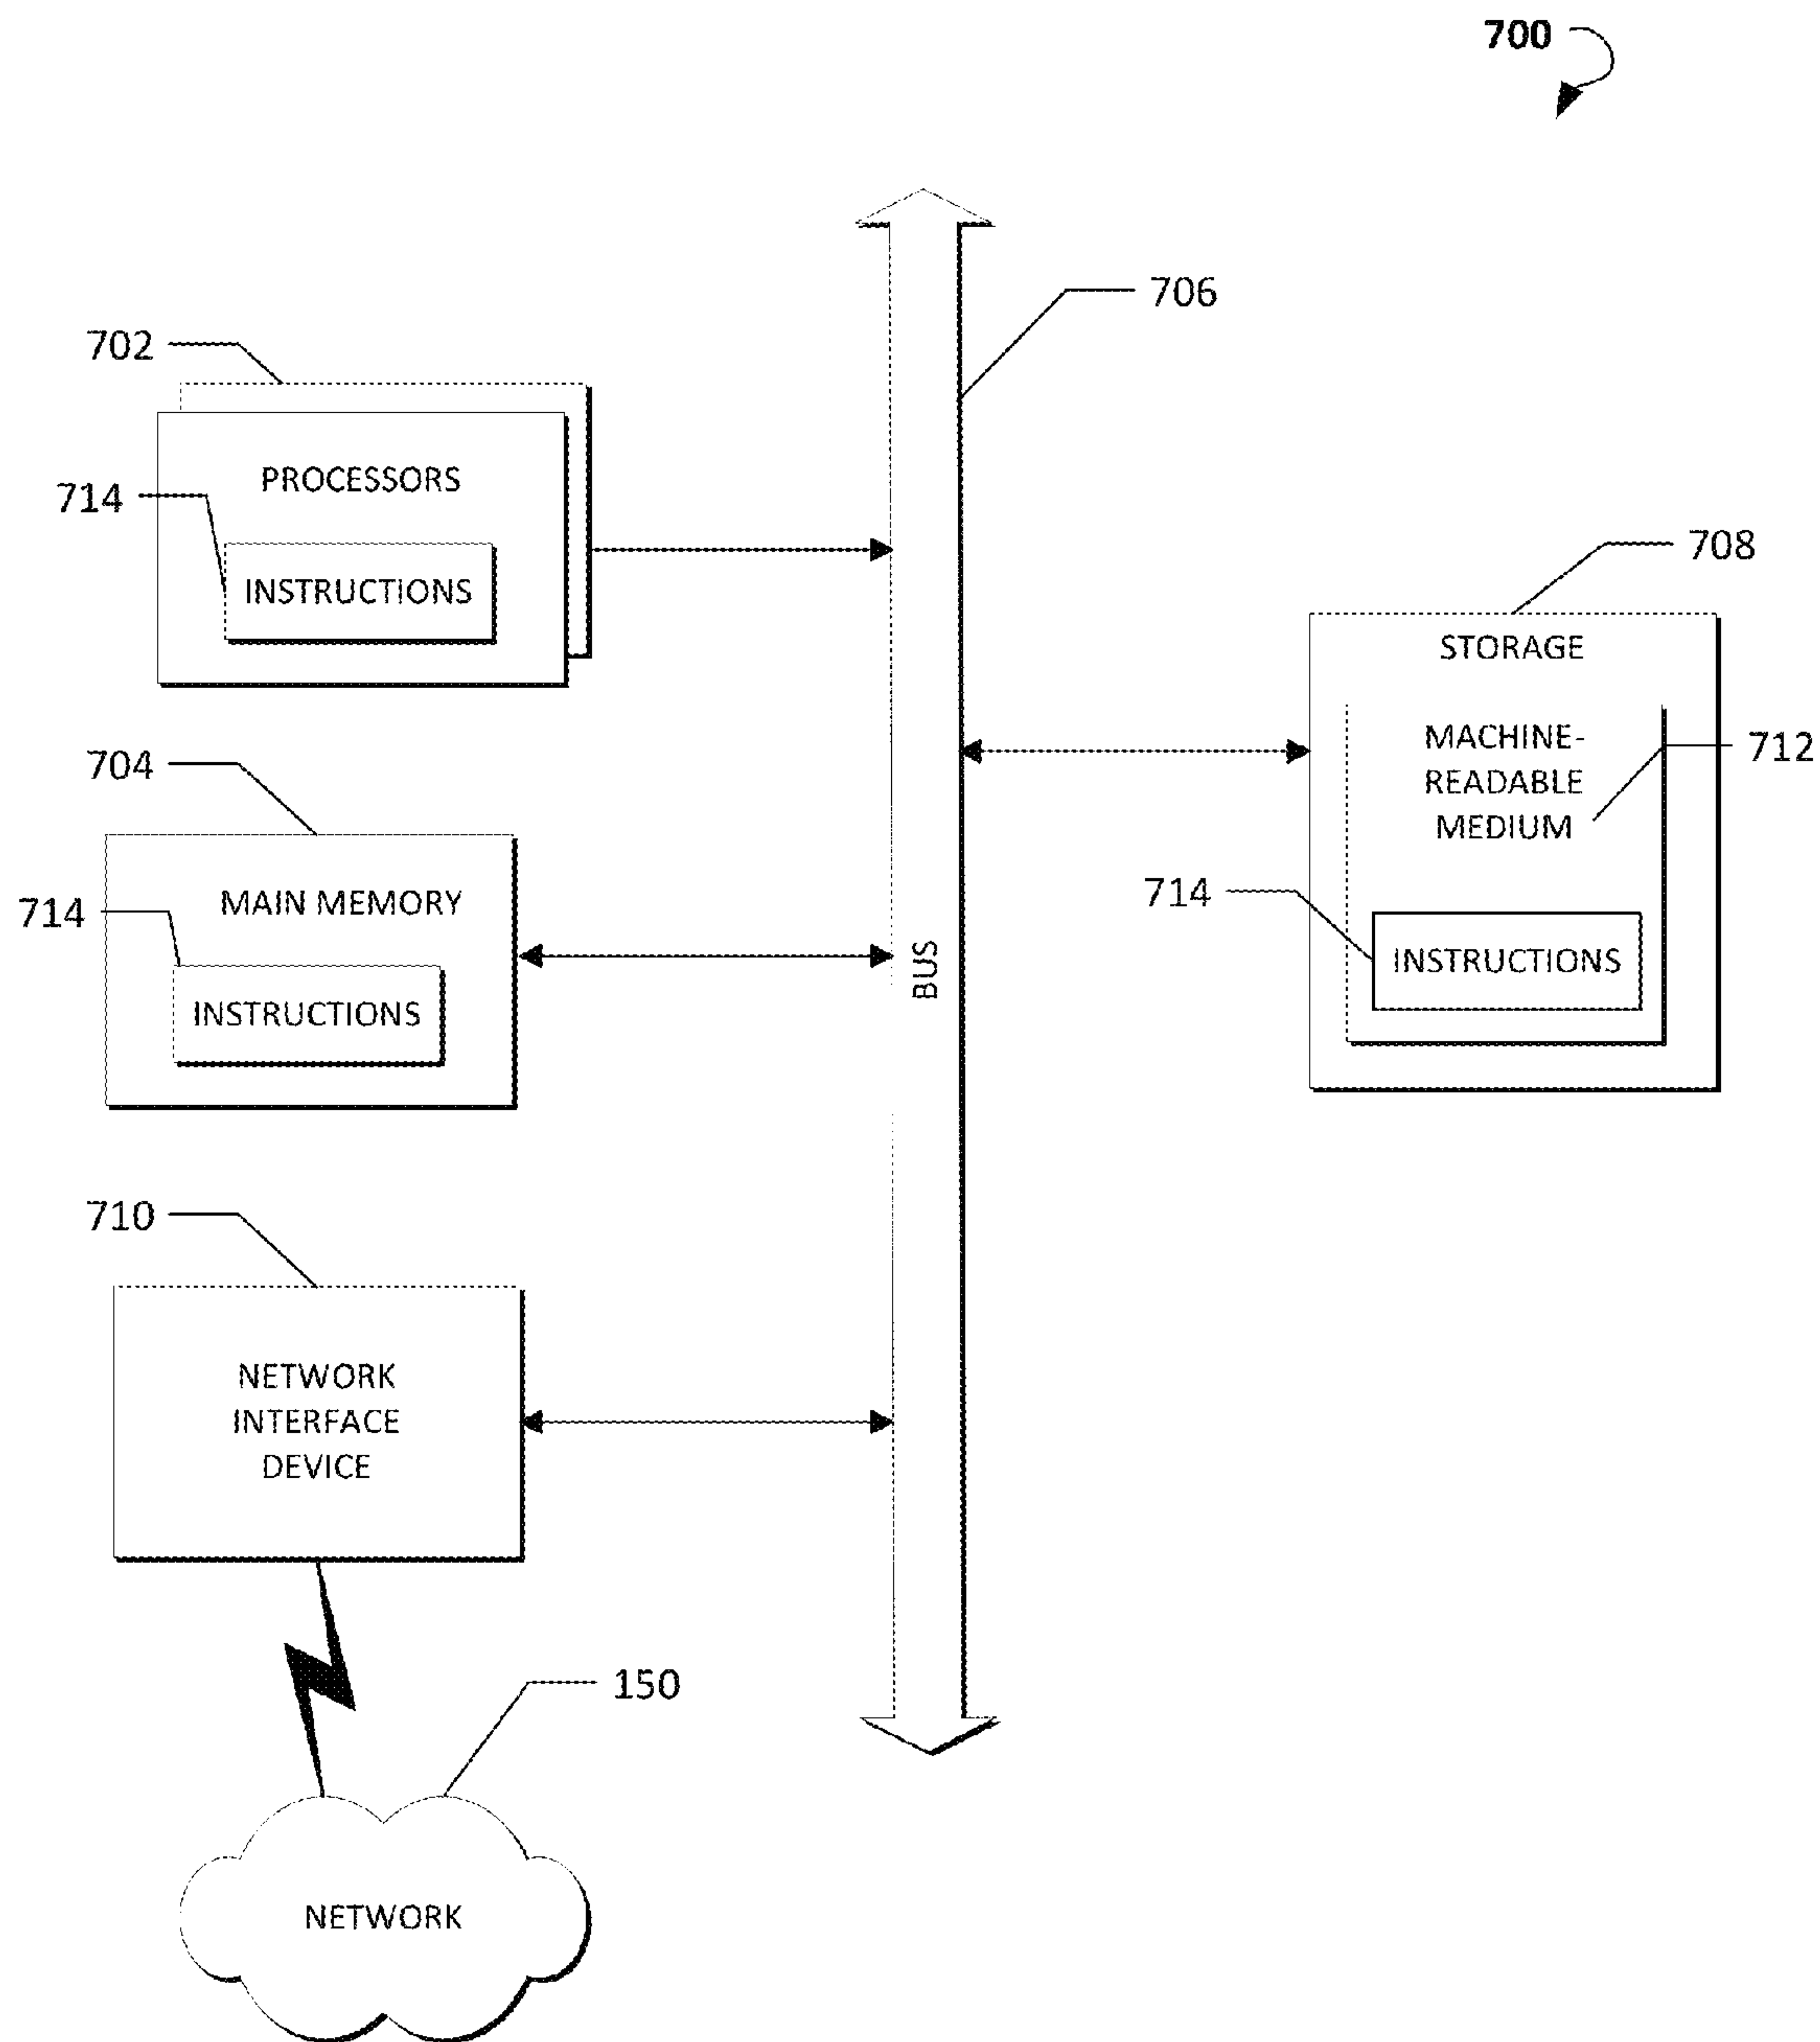 700
706
702
PROCESSORS
714
INSTRUCTIONS
708
STORAGE
MACHINE-
READABLE
MEDIUM
712
714
INSTRUCTIONS
704
MAIN MEMORY
714
INSTRUCTIONS
BUS
710
NETWORK
INTERFACE
DEVICE
150
NETWORK